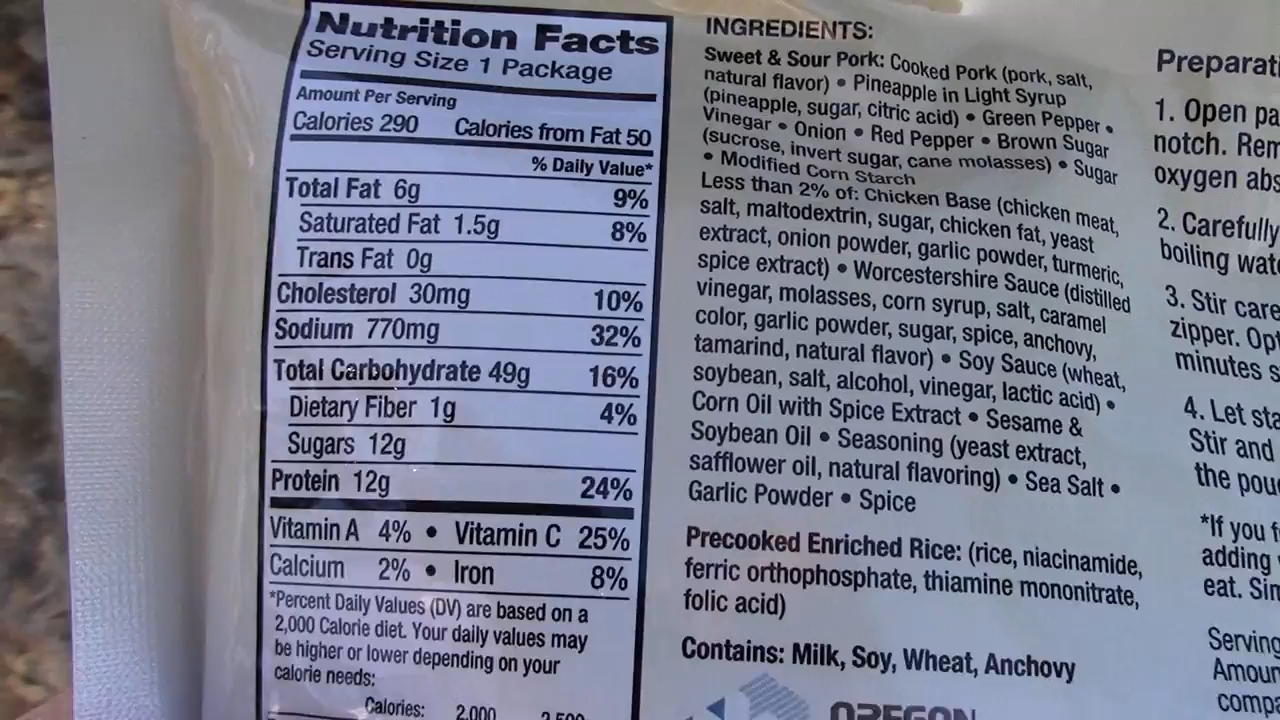 Nutrition Facts
Serving Size 1 Package
Amount Per Serving
Calories 290 Calories from Fat 50
% Daily Value*
Total Fat 6g 9%
Saturated Fat 1.5g 8%
Trans Fat 0g
Cholesterol 30mg 10%
Sodium 770mg 32%
Total Carbohydrate 49g 16%
Dietary Fiber 1g 4%
Sugars 12g
Protein 12g 24%
Vitamin A 4% • Vitamin C 25%
Calcium 2% • Iron 8%
*Percent Daily Values (DV) are based on a
2,000 Calorie diet. Your daily values may
be higher or lower depending on your
calorie needs:
Calories: 2,000 2,500
INGREDIENTS:
Sweet & Sour Pork: Cooked Pork (pork, salt,
natural flavor) • Pineapple in Light Syrup
(pineapple, sugar, citric acid) • Green Pepper •
Vinegar • Onion • Red Pepper • Brown Sugar
(sucrose, invert sugar, cane molasses) • Sugar
• Modified Corn Starch
Less than 2% of: Chicken Base (chicken meat,
salt, maltodextrin, sugar, chicken fat, yeast
extract, onion powder, garlic powder, turmeric,
spice extract) • Worcestershire Sauce (distilled
vinegar, molasses, corn syrup, salt, caramel
color, garlic powder, sugar, spice, anchovy,
tamarind, natural flavor) • Soy Sauce (wheat,
soybean, salt, alcohol, vinegar, lactic acid) •
Corn Oil with Spice Extract • Sesame &
Soybean Oil • Seasoning (yeast extract,
safflower oil, natural flavoring) • Sea Salt •
Garlic Powder • Spice
Precooked Enriched Rice: (rice, niacinamide,
ferric orthophosphate, thiamine mononitrate,
folic acid)
Contains: Milk, Soy, Wheat, Anchovy
OREGON
Preparati
1. Open pa
notch. Rem
oxygen abs
2. Carefully
boiling wate
3. Stir care
zipper. Opt
minutes s
4. Let sta
Stir and
the pou
*If you f
adding
eat. Sim
Serving
Amoun
compa